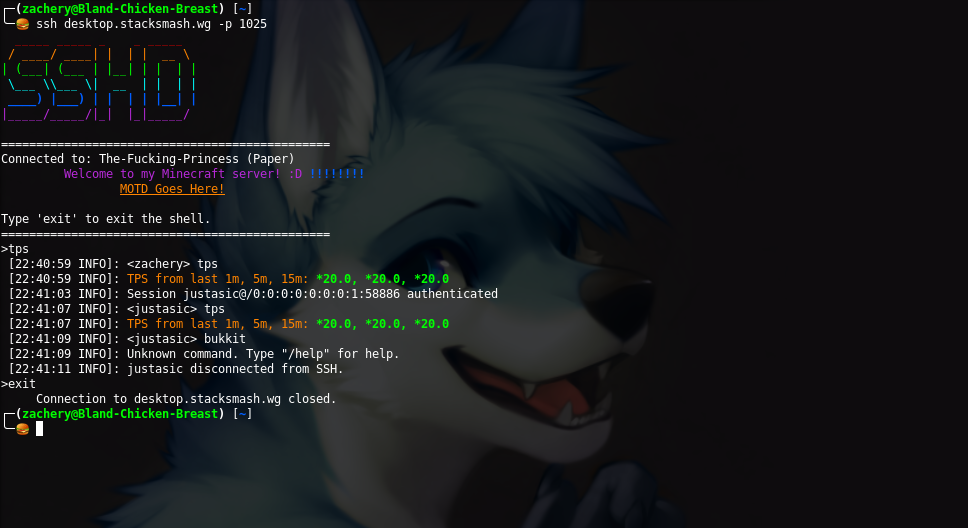 (zachery@Bland-Chicken-Breast) [~]
🍔 ssh desktop.stacksmash.wg -p 1025
  _____ _____ _    _ _____
 / ____/ ____| |  | |  __ \
| (___| (___ | |__| | |  | |
 \___ \\___ \|  __  | |  | |
 ____) |___) | |  | | |__| |
|_____/_____/|_|  |_|_____/
===============================================
Connected to: The-Fucking-Princess (Paper)
Welcome to my Minecraft server! :D !!!!!!!!
MOTD Goes Here!
Type 'exit' to exit the shell.
===============================================
>tps
[22:40:59 INFO]: <zachery> tps
[22:40:59 INFO]: TPS from last 1m, 5m, 15m: *20.0, *20.0, *20.0
[22:41:03 INFO]: Session justasic@/0:0:0:0:0:0:0:1:58886 authenticated
[22:41:07 INFO]: <justasic> tps
[22:41:07 INFO]: TPS from last 1m, 5m, 15m: *20.0, *20.0, *20.0
[22:41:09 INFO]: <justasic> bukkit
[22:41:09 INFO]: Unknown command. Type "/help" for help.
[22:41:11 INFO]: justasic disconnected from SSH.
>exit
Connection to desktop.stacksmash.wg closed.
(zachery@Bland-Chicken-Breast) [~]
🍔